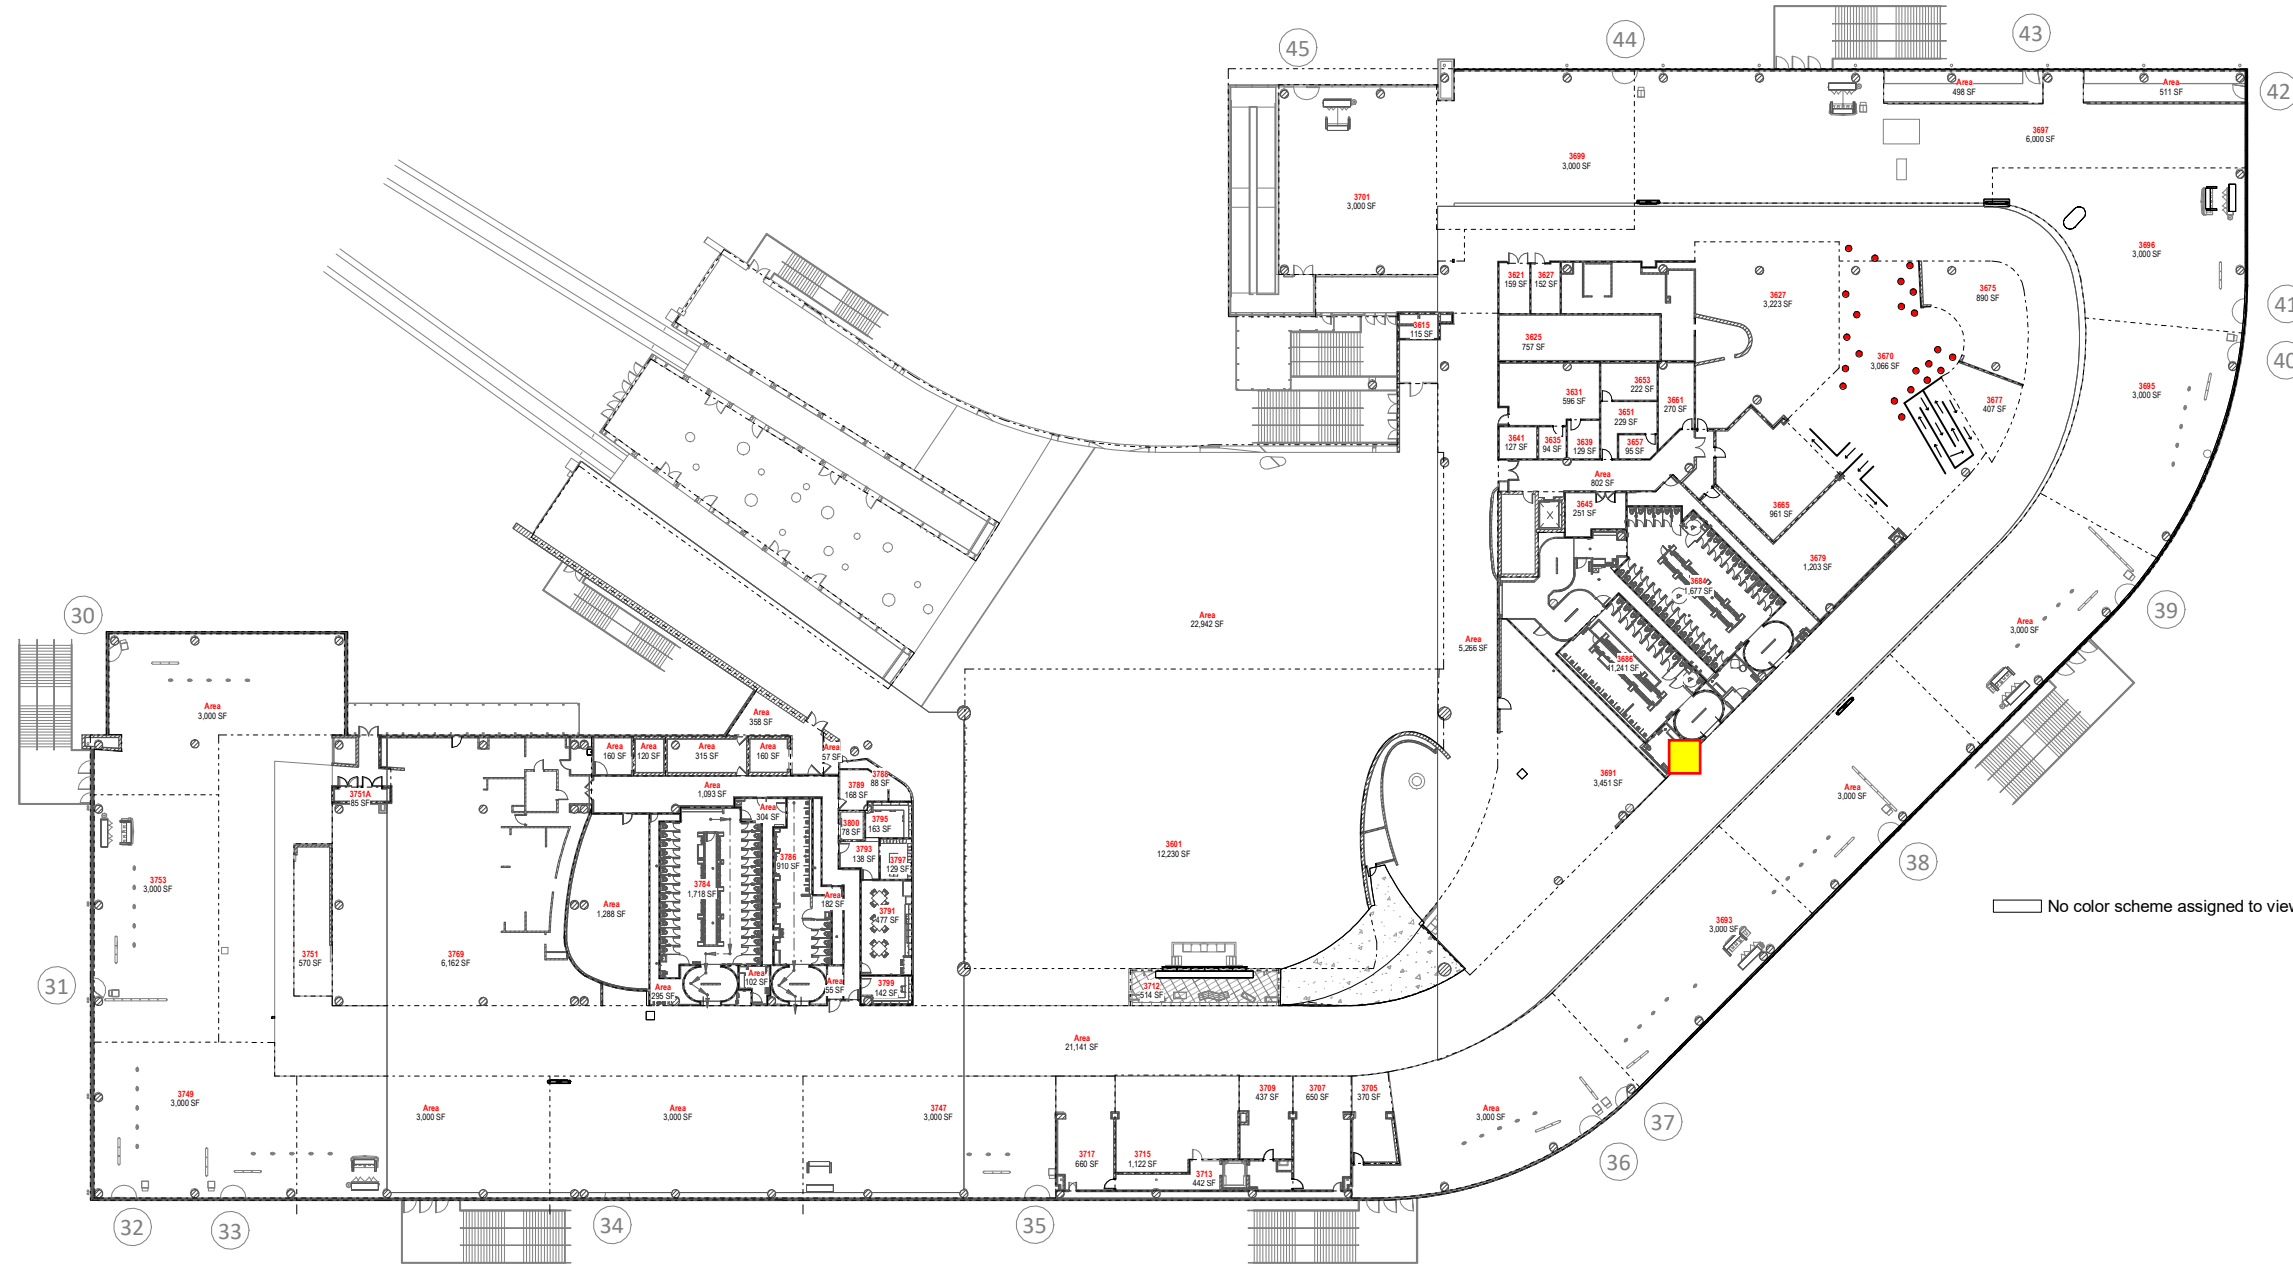 45
44
43
42
Area
498 SF
Area
511 SF
3697
6,000 SF
3699
3,000 SF
3701
3,000 SF
3696
3,000 SF
3621
159 SF
3627
152 SF
3627
3,223 SF
3675
890 SF
41
3615
115 SF
3625
757 SF
3670
3,066 SF
40
3653
222 SF
3631
596 SF
3661
270 SF
3695
3,000 SF
3677
407 SF
3651
229 SF
3641
127 SF
3635
94 SF
3639
129 SF
3657
95 SF
Area
802 SF
3645
251 SF
3665
961 SF
3679
1,203 SF
3684
1,677 SF
39
30
Area
22,942 SF
Area
3,000 SF
Area
5,266 SF
3686
1,241 SF
Area
3,000 SF
Area
358 SF
Area
160 SF
Area
120 SF
Area
315 SF
Area
160 SF
Area
57 SF
3788
88 SF
3789
168 SF
Area
1,093 SF
3691
3,451 SF
Area
3,000 SF
3751A
85 SF
Area
304 SF
3800
78 SF
3795
163 SF
3601
12,230 SF
3793
138 SF
3797
129 SF
38
3786
910 SF
3753
3,000 SF
3784
1,718 SF
Area
182 SF
Area
1,288 SF
3791
477 SF
No color scheme assigned to view
3693
3,000 SF
3751
570 SF
3769
6,162 SF
31
Area
295 SF
Area
102 SF
Area
55 SF
3799
142 SF
3712
514 SF
Area
21,141 SF
3749
3,000 SF
Area
3,000 SF
Area
3,000 SF
3747
3,000 SF
3709
437 SF
3707
650 SF
3705
370 SF
Area
3,000 SF
37
36
3717
660 SF
3715
1,122 SF
3713
442 SF
32
33
34
35